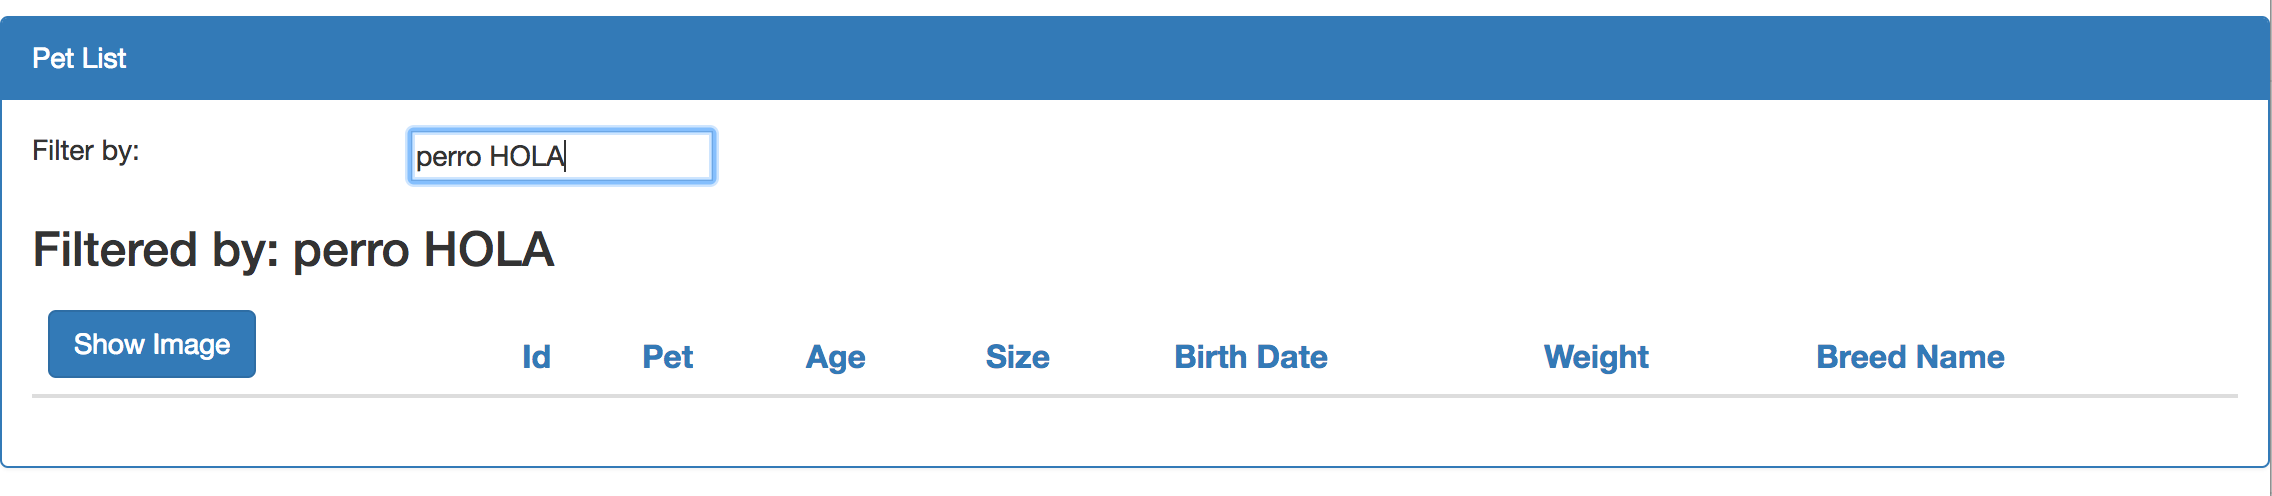 Pet List
Filter by: perro HOLA
Filtered by: perro HOLA
Show Image Id Pet Age Size Birth Date Weight Breed Name